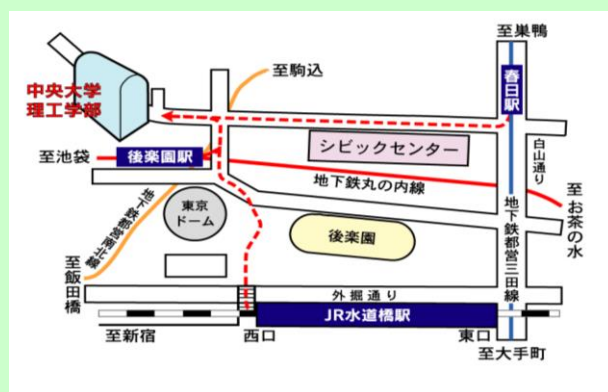 至巣鴨
至駒込
春日駅
中央大学
理工学部
シビックセンター
白山通り
至池袋
後楽園駅
地下鉄丸の内線
至お茶の水
地下鉄都営南北線
東京
ドーム
後楽園
地下鉄都営三田線
至飯田橋
外掘通り
JR水道橋駅
至新宿
西口
東口
至大手町